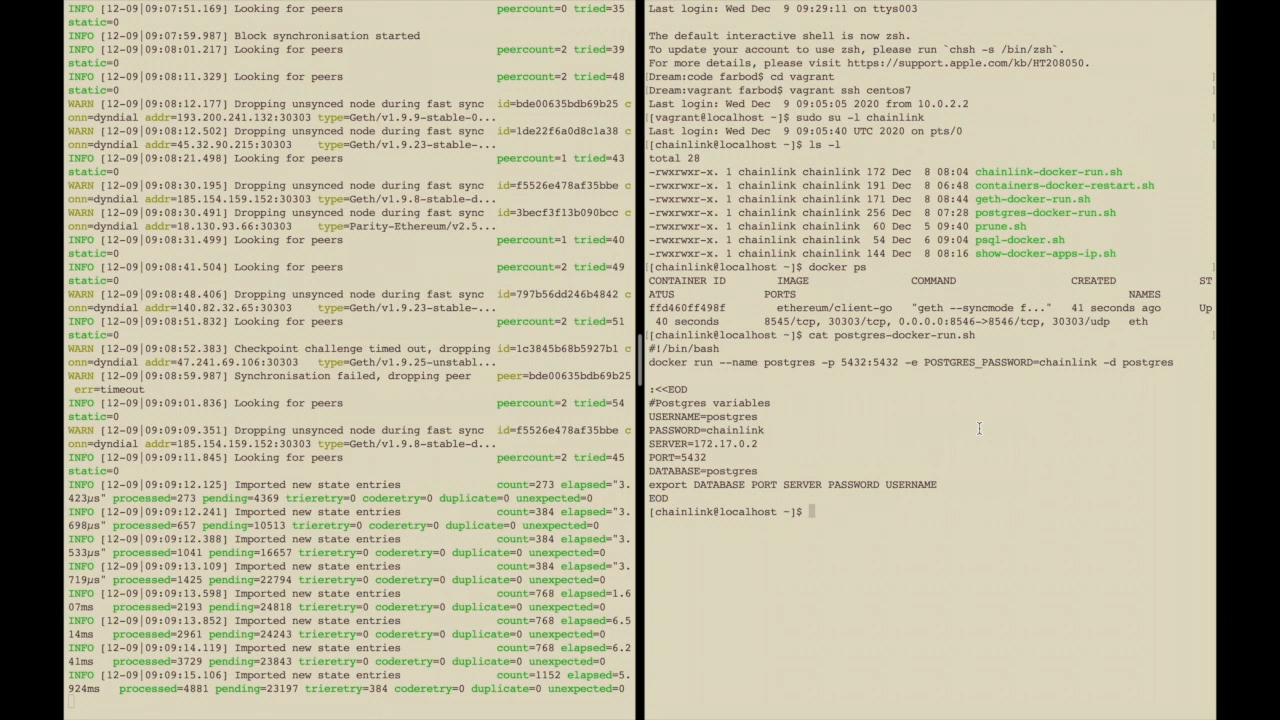 INFO [12-09|09:07:51.169] Looking for peers peercount=0 tried=35
static=0
INFO [12-09|09:07:59.987] Block synchronisation started
INFO [12-09|09:08:01.217] Looking for peers peercount=2 tried=39
static=0
INFO [12-09|09:08:11.329] Looking for peers peercount=2 tried=48
static=0
WARN [12-09|09:08:12.177] Dropping unsynced node during fast sync id=bde00635bdb69b25 c
onn=dyndial addr=193.200.241.132:30303 type=Geth/v1.9.9-stable-0...
WARN [12-09|09:08:12.502] Dropping unsynced node during fast sync id=1de22f6a0d8c1a38 c
onn=dyndial addr=45.32.90.215:30303 type=Geth/v1.9.23-stable-...
INFO [12-09|09:08:21.498] Looking for peers peercount=1 tried=43
static=0
WARN [12-09|09:08:30.195] Dropping unsynced node during fast sync id=f5526e478af35bbe c
onn=dyndial addr=185.154.159.152:30303 type=Geth/v1.9.8-stable-d...
WARN [12-09|09:08:30.491] Dropping unsynced node during fast sync id=3becf3f13b090bcc c
onn=dyndial addr=18.130.93.66:30303 type=Parity-Ethereum/v2.5...
INFO [12-09|09:08:31.499] Looking for peers peercount=1 tried=40
static=0
INFO [12-09|09:08:41.504] Looking for peers peercount=2 tried=49
static=0
WARN [12-09|09:08:48.406] Dropping unsynced node during fast sync id=797b56dd246b4842 c
onn=dyndial addr=140.82.32.65:30303 type=Geth/v1.9.23-stable-...
INFO [12-09|09:08:51.832] Looking for peers peercount=2 tried=51
static=0
WARN [12-09|09:08:52.383] Checkpoint challenge timed out, dropping id=1c3845b68b5927b1 c
onn=dyndial addr=47.241.69.106:30303 type=Geth/v1.9.25-unstabl...
WARN [12-09|09:08:59.987] Synchronisation failed, dropping peer peer=bde00635bdb69b25
err=timeout
INFO [12-09|09:09:01.836] Looking for peers peercount=2 tried=54
static=0
WARN [12-09|09:09:09.351] Dropping unsynced node during fast sync id=f5526e478af35bbe c
onn=dyndial addr=185.154.159.152:30303 type=Geth/v1.9.8-stable-d...
INFO [12-09|09:09:11.845] Looking for peers peercount=2 tried=45
static=0
INFO [12-09|09:09:12.125] Imported new state entries count=273 elapsed="3.
423µs" processed=273 pending=4369 trieretry=0 coderetry=0 duplicate=0 unexpected=0
INFO [12-09|09:09:12.241] Imported new state entries count=384 elapsed="3.
698µs" processed=657 pending=10513 trieretry=0 coderetry=0 duplicate=0 unexpected=0
INFO [12-09|09:09:12.388] Imported new state entries count=384 elapsed="3.
533µs" processed=1041 pending=16657 trieretry=0 coderetry=0 duplicate=0 unexpected=0
INFO [12-09|09:09:13.109] Imported new state entries count=384 elapsed="3.
719µs" processed=1425 pending=22794 trieretry=0 coderetry=0 duplicate=0 unexpected=0
INFO [12-09|09:09:13.598] Imported new state entries count=768 elapsed=1.6
07ms processed=2193 pending=24818 trieretry=0 coderetry=0 duplicate=0 unexpected=0
INFO [12-09|09:09:13.852] Imported new state entries count=768 elapsed=6.5
14ms processed=2961 pending=24243 trieretry=0 coderetry=0 duplicate=0 unexpected=0
INFO [12-09|09:09:14.119] Imported new state entries count=768 elapsed=6.2
41ms processed=3729 pending=23843 trieretry=0 coderetry=0 duplicate=0 unexpected=0
INFO [12-09|09:09:15.106] Imported new state entries count=1152 elapsed=5.
924ms processed=4881 pending=23197 trieretry=384 coderetry=0 duplicate=0 unexpected=0
Last login: Wed Dec 9 09:29:11 on ttys003
The default interactive shell is now zsh.
To update your account to use zsh, please run `chsh -s /bin/zsh`.
For more details, please visit https://support.apple.com/kb/HT208050.
[Dream:code farbod$ cd vagrant ]
[Dream:vagrant farbod$ vagrant ssh centos7 ]
Last login: Wed Dec 9 09:05:05 2020 from 10.0.2.2
[[vagrant@localhost ~]$ sudo su -l chainlink ]
Last login: Wed Dec 9 09:05:40 UTC 2020 on pts/0
[[chainlink@localhost ~]$ ls -l ]
total 28
-rwxrwxr-x. 1 chainlink chainlink 172 Dec 8 08:04 chainlink-docker-run.sh
-rwxrwxr-x. 1 chainlink chainlink 191 Dec 8 06:48 containers-docker-restart.sh
-rwxrwxr-x. 1 chainlink chainlink 171 Dec 8 08:44 geth-docker-run.sh
-rwxrwxr-x. 1 chainlink chainlink 256 Dec 8 07:28 postgres-docker-run.sh
-rwxrwxr-x. 1 chainlink chainlink 60 Dec 5 09:40 prune.sh
-rwxrwxr-x. 1 chainlink chainlink 54 Dec 6 09:04 psql-docker.sh
-rwxrwxr-x. 1 chainlink chainlink 144 Dec 8 08:16 show-docker-apps-ip.sh
[[chainlink@localhost ~]$ docker ps ]
CONTAINER ID IMAGE COMMAND CREATED ST
ATUS PORTS NAMES
ffd460ff498f ethereum/client-go "geth --syncmode f..." 41 seconds ago Up
40 seconds 8545/tcp, 30303/tcp, 0.0.0.0:8546->8546/tcp, 30303/udp eth
[[chainlink@localhost ~]$ cat postgres-docker-run.sh ]
#!/bin/bash
docker run --name postgres -p 5432:5432 -e POSTGRES_PASSWORD=chainlink -d postgres
:<<EOD
#Postgres variables
USERNAME=postgres
PASSWORD=chainlink
SERVER=172.17.0.2
PORT=5432
DATABASE=postgres
export DATABASE PORT SERVER PASSWORD USERNAME
EOD
[chainlink@localhost ~]$